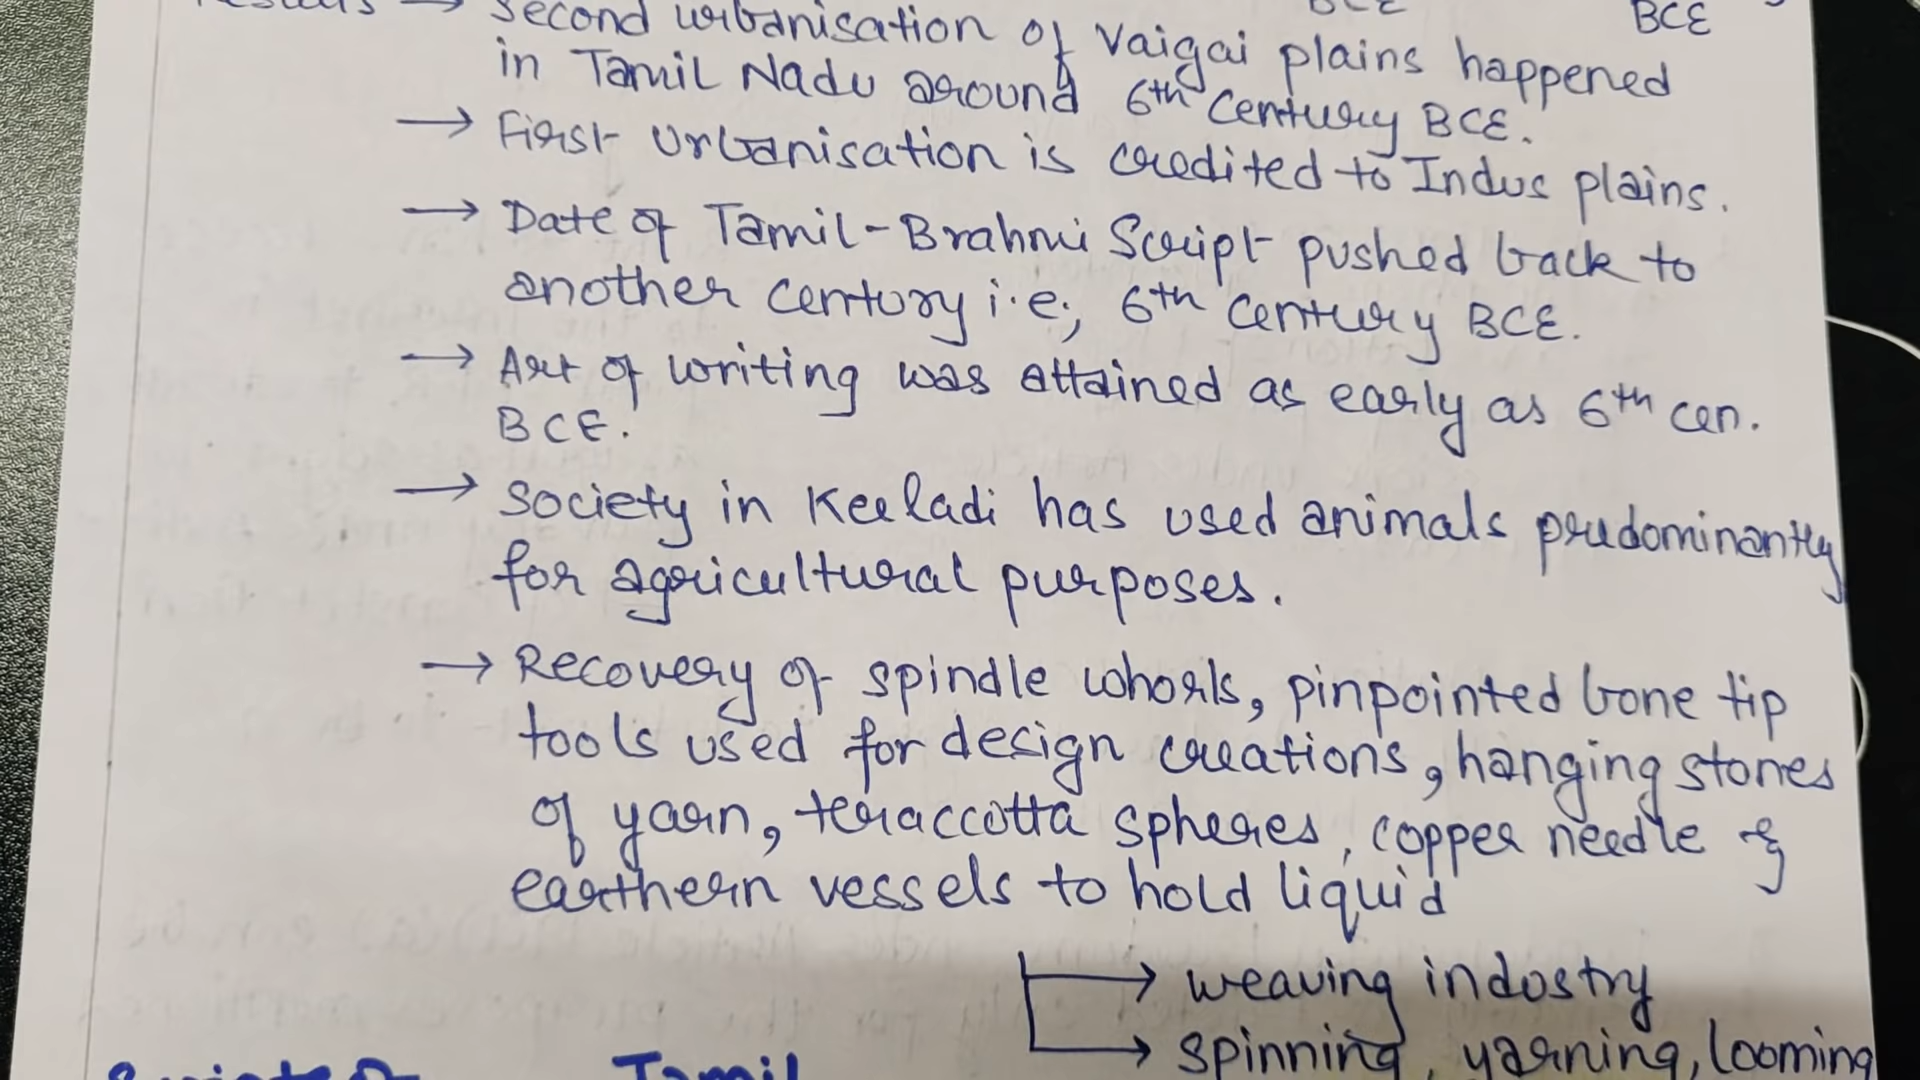 BCE BCE
→ Second urbanisation of Vaigai plains happened
in Tamil Nadu around 6th Century BCE.
→ First Urbanisation is credited to Indus plains.
→ Date of Tamil-Brahmi Script pushed back to
another century i.e., 6th Century BCE.
→ Art of writing was attained as early as 6th cen.
BCE.
→ Society in Keeladi has used animals predominantly
for agricultural purposes.
→ Recovery of spindle whorls, pinpointed bone tip
tools used for design creations, hanging stones
of yarn, teraccotta spheres, copper needle &
earthern vessels to hold liquid
→ weaving industry
→ spinning, yarning, looming
Tamil